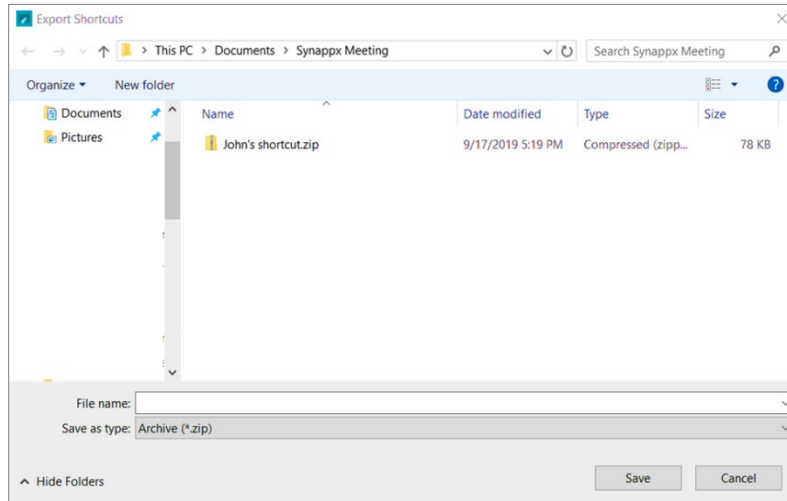 Export Shortcuts
This PC > Documents > Synappx Meeting
Search Synappx Meeting
Organize New folder
Documents
Pictures
Name Date modified Type Size
John's shortcut.zip 9/17/2019 5:19 PM Compressed (zipp... 78 KB
File name:
Save as type: Archive (*.zip)
Hide Folders Save Cancel